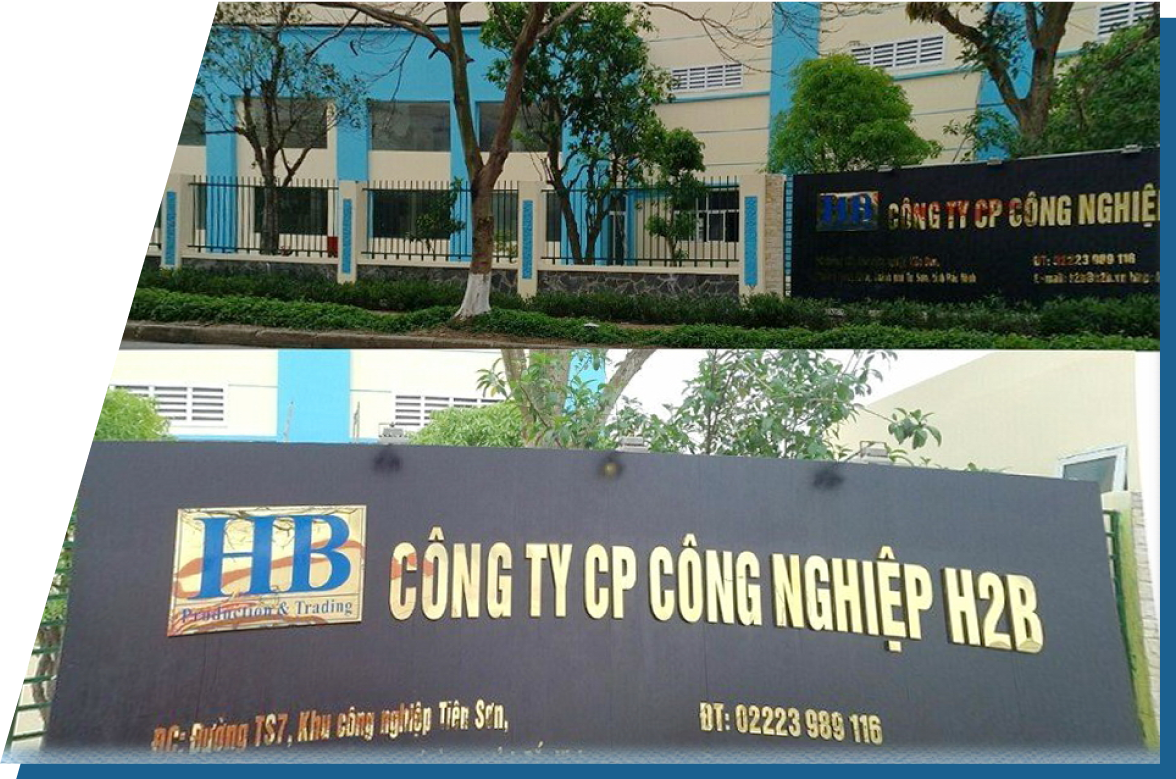 HB CÔNG TY CP CÔNG NGHIỆ
ĐT: 02223 989 116
HB
Production & Trading
CÔNG TY CP CÔNG NGHIỆP H2B
ĐC: Đường TS7, Khu công nghiệp Tiên Sơn,
ĐT: 02223 989 116